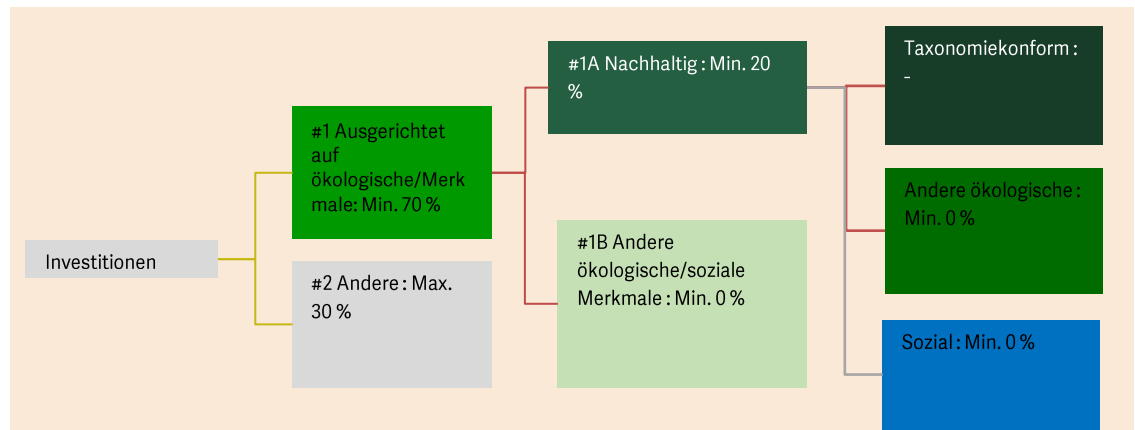 Investitionen
#1 Ausgerichtet
auf
ökologische/Merk
male: Min. 70 %
#2 Andere : Max.
30 %
#1A Nachhaltig : Min. 20
%
#1B Andere
ökologische/soziale
Merkmale : Min. 0 %
Taxonomiekonform :
-
Andere ökologische :
Min. 0 %
Sozial : Min. 0 %